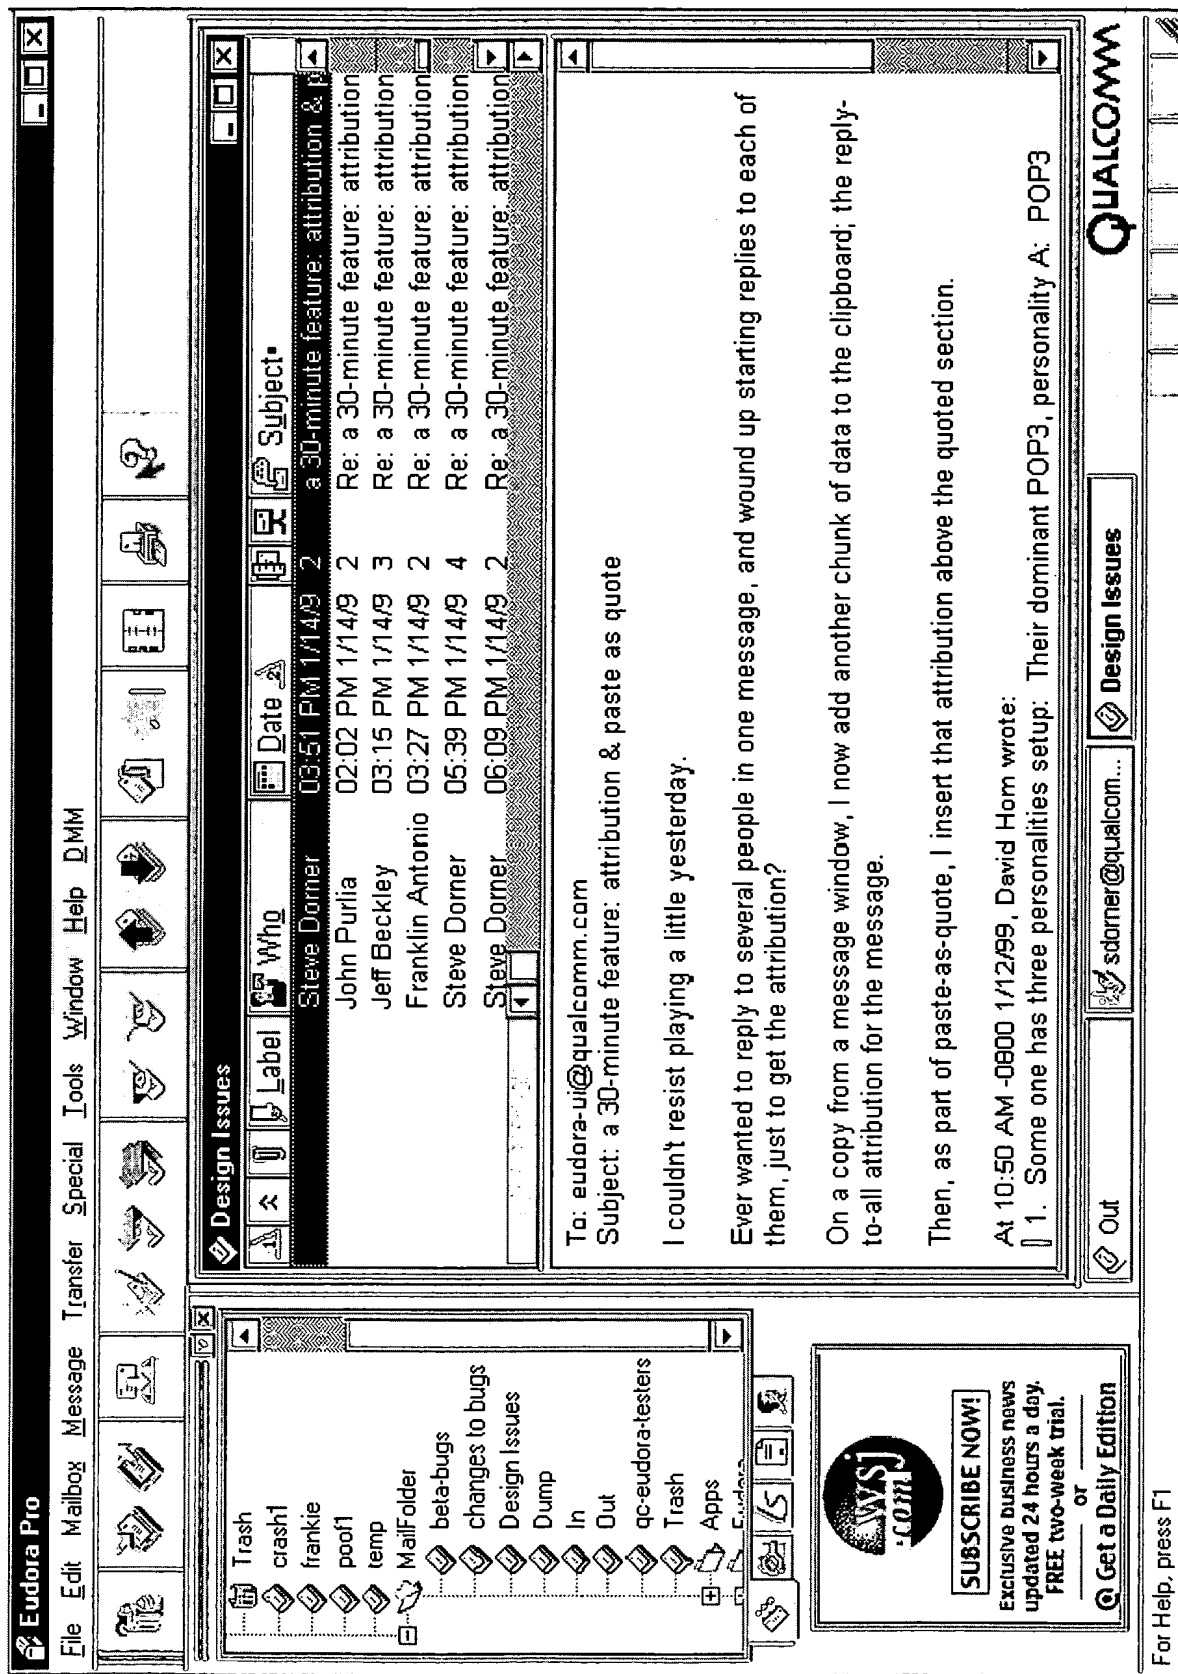 Eudora Pro
File Edit Mailbox Message Transfer Special Tools Window Help DMM
Trash
crash1
frankie
poof1
temp
MailFolder
beta-bugs
changes to bugs
Design Issues
Dump
In
Out
qc-eudora-testers
Trash
Apps
wsj
.com
SUBSCRIBE NOW!
Exclusive business news
updated 24 hours a day.
FREE two-week trial.
or
Get a Daily Edition
Design Issues
Label Who Date Subject
Steve Dorner 03:51 PM 1/14/9 2 a 30-minute feature: attribution & p
John Purlia 02:02 PM 1/14/9 2 Re: a 30-minute feature: attribution
Jeff Beckley 03:15 PM 1/14/9 3 Re: a 30-minute feature: attribution
Franklin Antonio 03:27 PM 1/14/9 2 Re: a 30-minute feature: attribution
Steve Dorner 05:39 PM 1/14/9 4 Re: a 30-minute feature: attribution
Steve Dorner 06:09 PM 1/14/9 2 Re: a 30-minute feature: attribution
To: eudora-ui@qualcomm.com
Subject: a 30-minute feature: attribution & paste as quote
I couldn't resist playing a little yesterday.
Ever wanted to reply to several people in one message, and wound up starting replies to each of
them, just to get the attribution?
On a copy from a message window, I now add another chunk of data to the clipboard; the reply-
to-all attribution for the message.
Then, as part of paste-as-quote, I insert that attribution above the quoted section.
At 10:50 AM -0800 1/12/99, David Hom wrote:
1. Some one has three personalities setup: Their dominant POP3, personality A: POP3
Out
sdorner@qualcom...
Design Issues
QUALCOMM
For Help, press F1